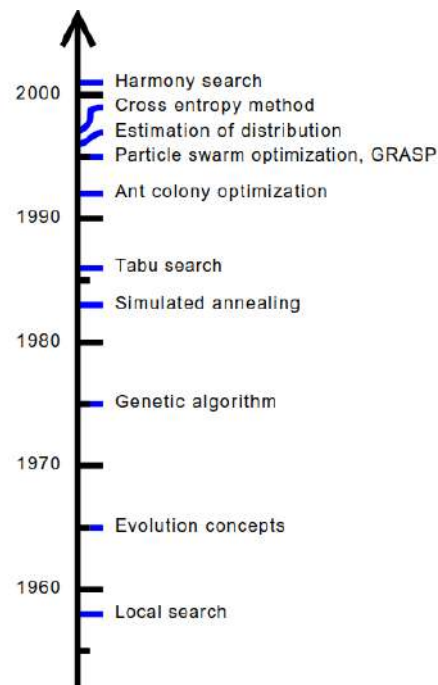 Harmony search
2000
Cross entropy method
Estimation of distribution
Particle swarm optimization, GRASP
Ant colony optimization
1990
Tabu search
Simulated annealing
1980
Genetic algorithm
1970
Evolution concepts
1960
Local search